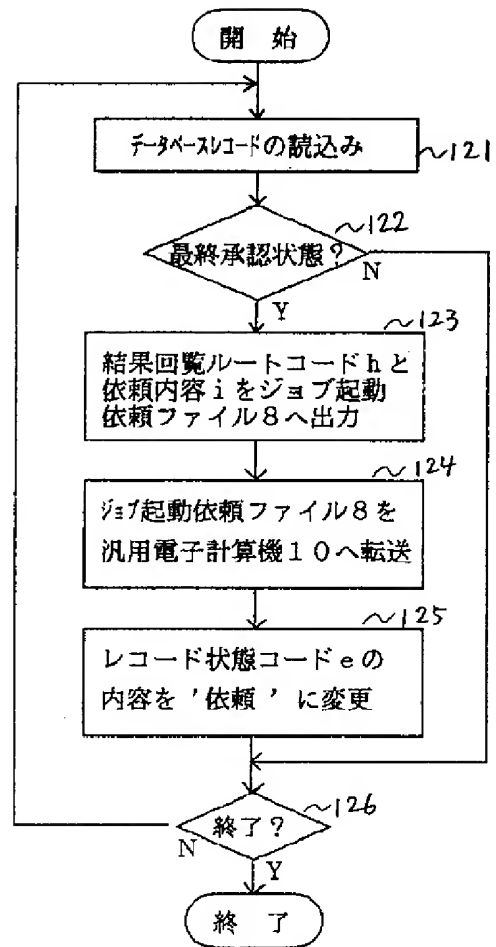 開 始
データベースレコードの読込み
～121
～122
最終承認状態?
N
Y
～123
結果回覧ルートコードhと
依頼内容iをジョブ起動
依頼ファイル8へ出力
～124
ジョブ起動依頼ファイル8を
汎用電子計算機10へ転送
～125
レコード状態コードeの
内容を'依頼'に変更
～126
終了?
N
Y
終 了